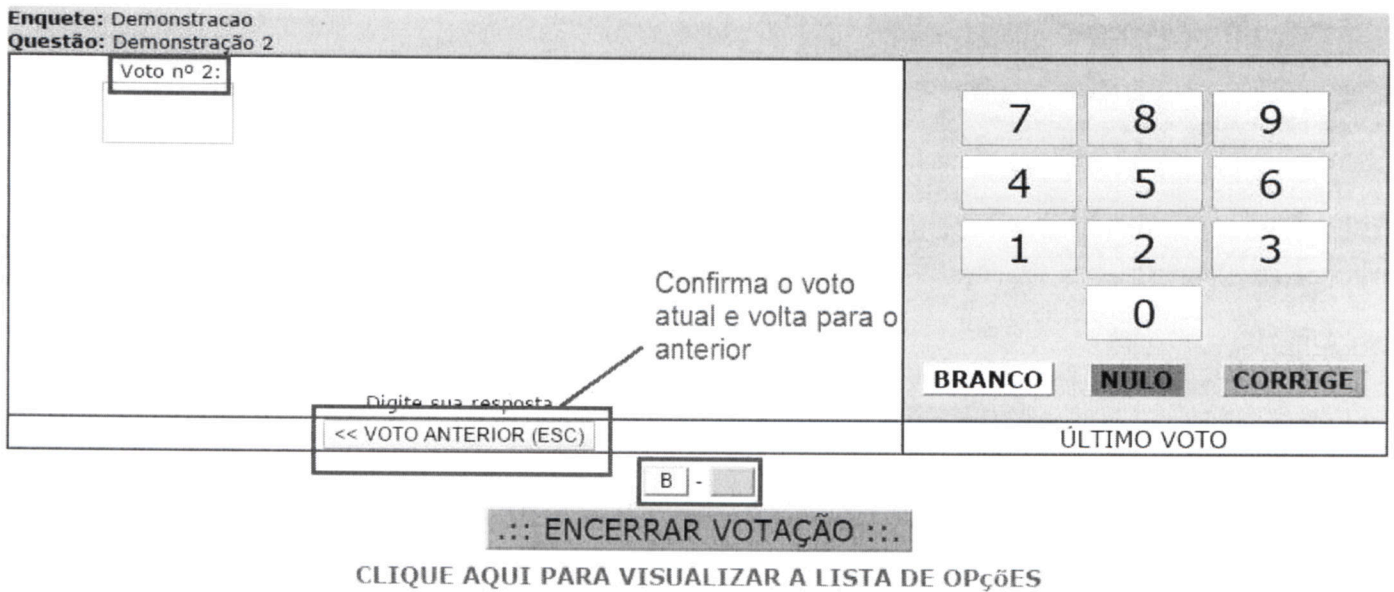 Enquete: Demonstracao
Questão: Demonstração 2
Voto nº 2:
7 8 9
4 5 6
1 2 3
0
Confirma o voto
atual e volta para o
anterior
BRANCO NULO CORRIGE
Digite sua resposta
<< VOTO ANTERIOR (ESC)
ÚLTIMO VOTO
B -
.:: ENCERRAR VOTAÇÃO ::.
CLIQUE AQUI PARA VISUALIZAR A LISTA DE OPçõES